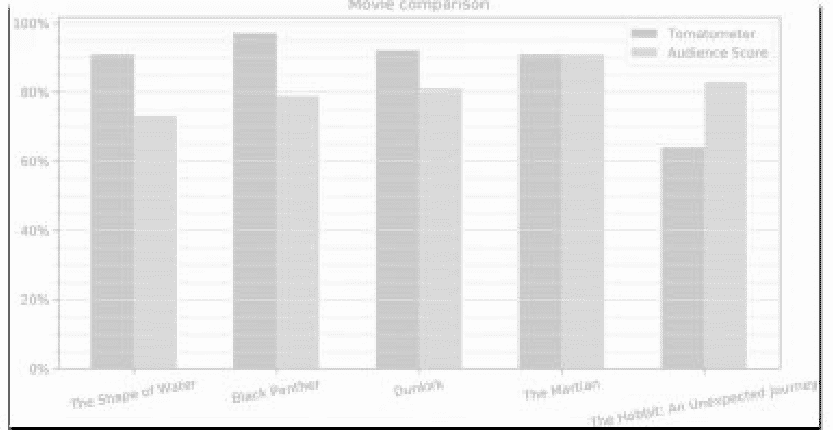 Movie comparison
100%
80%
60%
40%
20%
0%
Tomatometer
Audience Score
The Shape of Water
Black Panther
Dunkirk
The Martian
The Hobbit: An Unexpected Journey